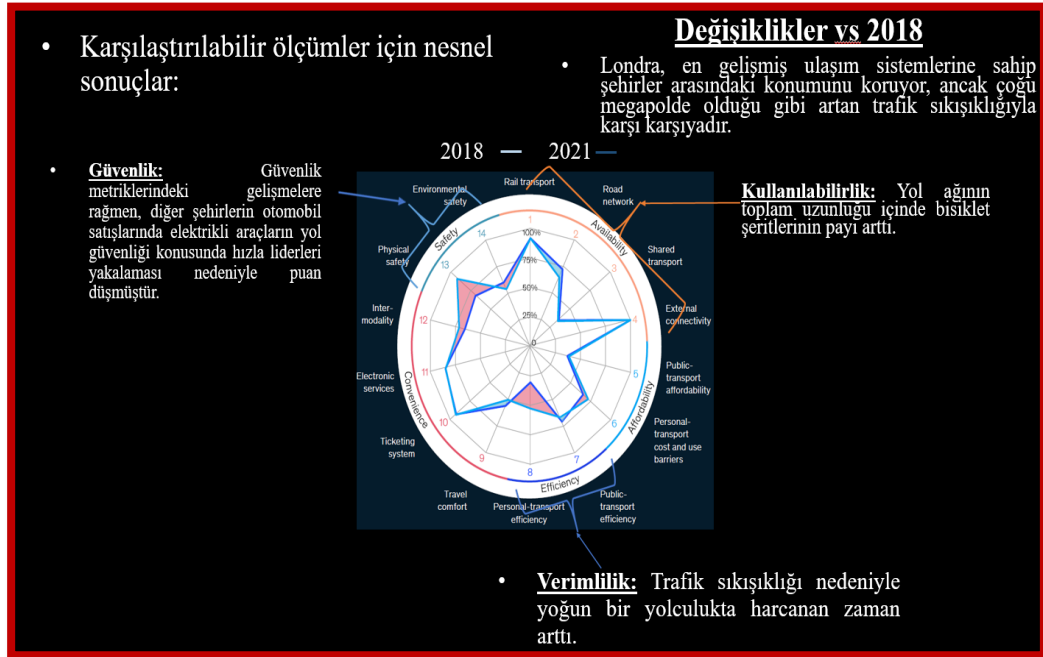 • Karşılaştırılabilir ölçümler için nesnel
sonuçlar:
Değişiklikler vs 2018
• Londra, en gelişmiş ulaşım sistemlerine sahip
şehirler arasındaki konumunu koruyor, ancak çoğu
megapolde olduğu gibi artan trafik sıkışıklığıyla
karşı karşıyadır.
2018 2021
• Güvenlik: Güvenlik
metriklerindeki gelişmelere
rağmen, diğer şehirlerin otomobil
satışlarında elektrikli araçların yol
güvenliği konusunda hızla liderleri
yakalaması nedeniyle puan
düşmüştür.
Kullanılabilirlik: Yol ağının
toplam uzunluğu içinde bisiklet
şeritlerinin payı arttı.
Rail transport
Road
network
Shared
transport
External
connectivity
Public-
transport
affordability
Personal-
transport
cost and use
barriers
Public-
transport
efficiency
Personal-transport
efficiency
Travel
comfort
Ticketing
system
Electronic
services
Inter-
modality
Physical
safety
Environmental
safety
Safety
Availability
Affordability
Efficiency
Convenience
1
2
3
4
5
6
7
8
9
10
11
12
13
14
100%
75%
50%
25%
0
• Verimlilik: Trafik sıkışıklığı nedeniyle
yoğun bir yolculukta harcanan zaman
arttı.